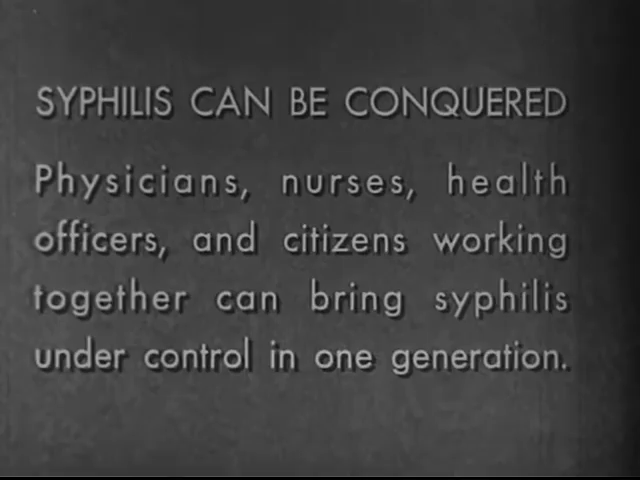 SYPHILIS CAN BE CONQUERED
Physicians, nurses, health
officers, and citizens working
together can bring syphilis
under control in one generation.